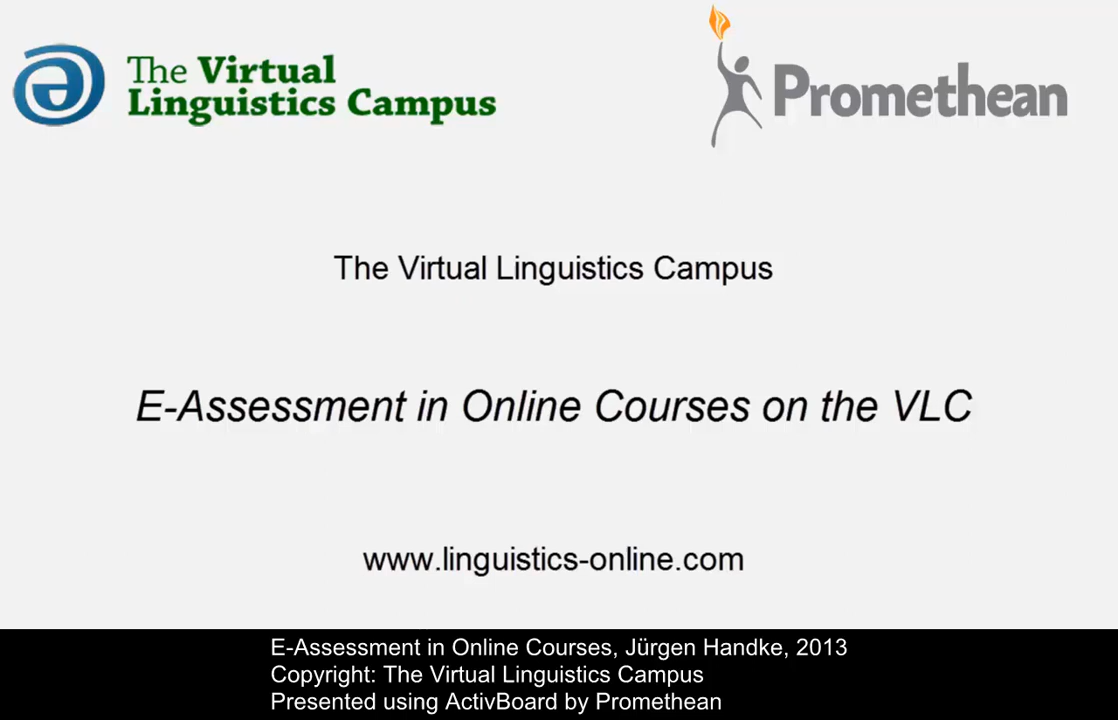 The Virtual
Linguistics Campus
Promethean
The Virtual Linguistics Campus
E-Assessment in Online Courses on the VLC
www.linguistics-online.com
E-Assessment in Online Courses, Jürgen Handke, 2013
Copyright: The Virtual Linguistics Campus
Presented using ActivBoard by Promethean